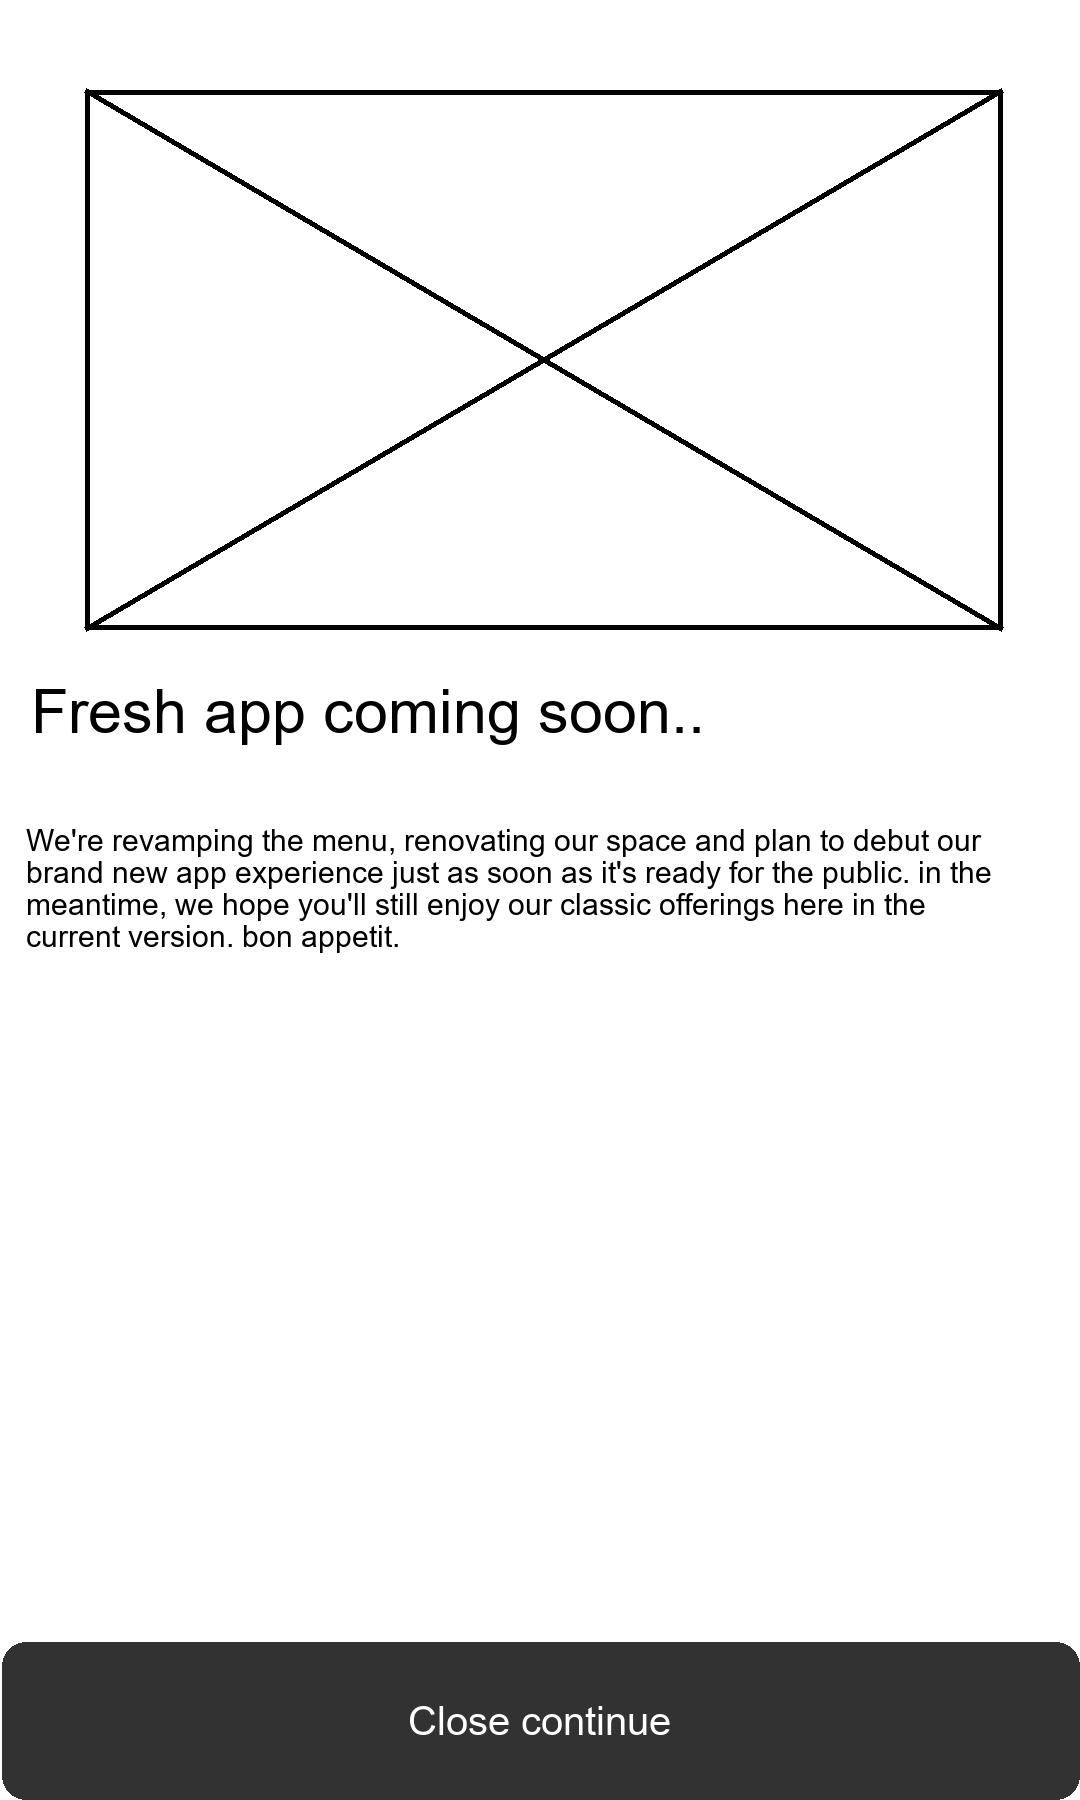 Fresh app coming soon..
We're revamping the menu, renovating our space and plan to debut our
brand new app experience just as soon as it's ready for the public. in the
meantime, we hope you'll still enjoy our classic offerings here in the
current version. bon appetit.
Close continue